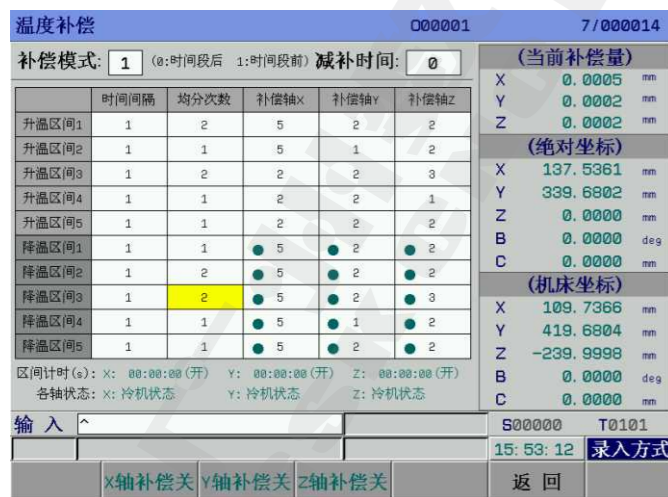 温度补偿 O00001 7/000014
补偿模式: 1 (0:时间段后 1:时间段前) 减补时间: 0
时间间隔 均分次数 补偿轴X 补偿轴Y 补偿轴Z
升温区间1 1 2 5 2 2
升温区间2 1 1 5 1 2
升温区间3 1 2 2 2 3
升温区间4 1 1 2 2 1
升温区间5 1 1 2 2 2
降温区间1 1 1 5 2 2
降温区间2 1 2 5 2 2
降温区间3 1 2 5 2 3
降温区间4 1 1 5 1 2
降温区间5 1 1 5 2 2
区间计时(s): X: 00:00:00(开) Y: 00:00:00(开) Z: 00:00:00(开)
各轴状态: X: 冷机状态 Y: 冷机状态 Z: 冷机状态
(当前补偿量)
X 0.0005 mm
Y 0.0002 mm
Z 0.0002 mm
(绝对坐标)
X 137.5361 mm
Y 339.6802 mm
Z 0.0000 mm
B 0.0000 deg
C 0.0000 mm
(机床坐标)
X 109.7366 mm
Y 419.6804 mm
Z -239.9998 mm
B 0.0000 deg
C 0.0000 mm
输入 ^
S00000 T0101
15:53:12 录入方式
X轴补偿关 Y轴补偿关 Z轴补偿关 返回